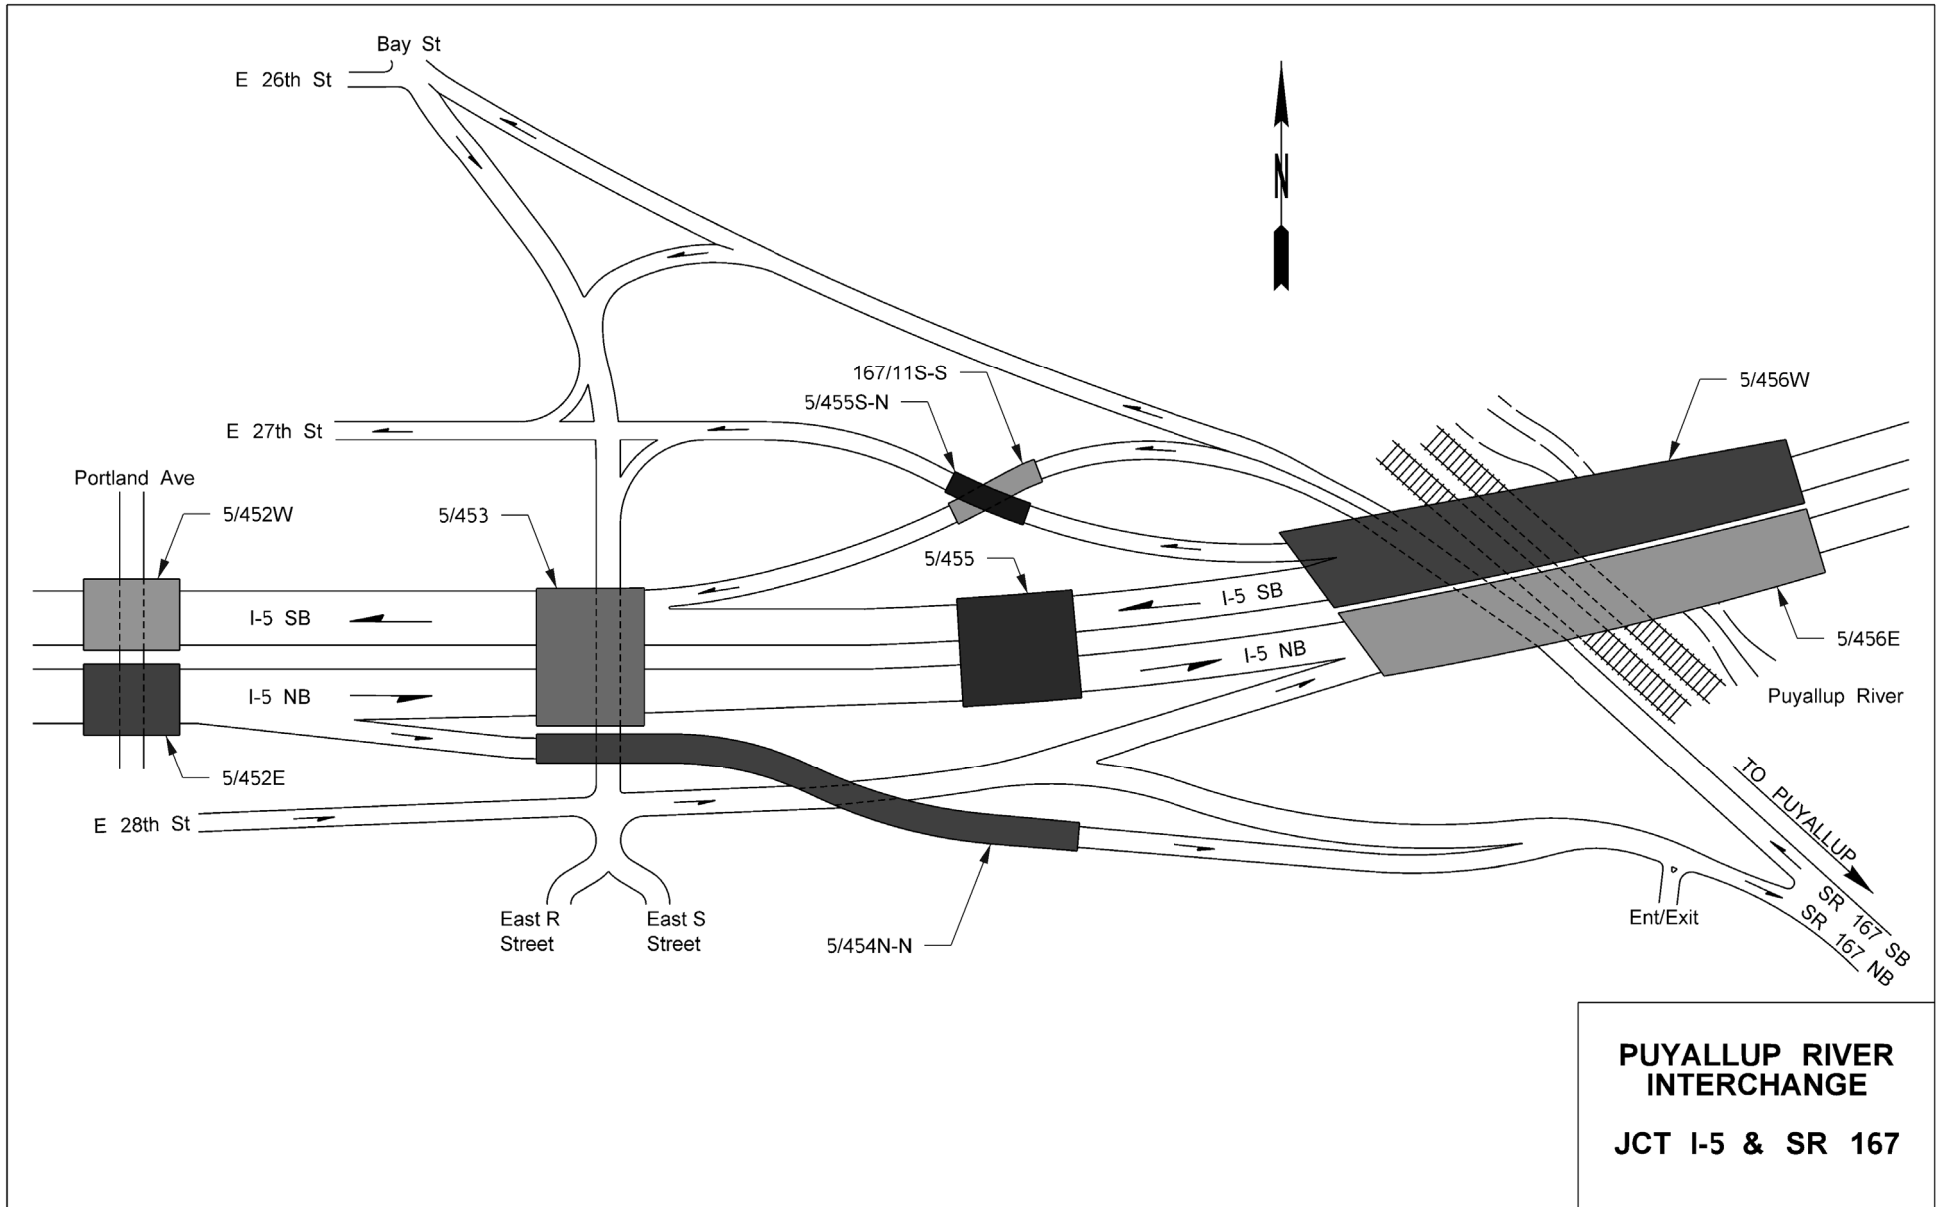 Bay St
E 26th St
N
167/11S-S
5/455S-N
5/456W
E 27th St
Portland Ave
5/452W
5/453
5/455
I-5 SB
I-5 SB
5/456E
I-5 NB
I-5 NB
Puyallup River
5/452E
E 28th St
TO PUYALLUP
SR 167 SB
SR 167 NB
East R
Street
East S
Street
Ent/Exit
5/454N-N
PUYALLUP RIVER
INTERCHANGE
JCT I-5 & SR 167